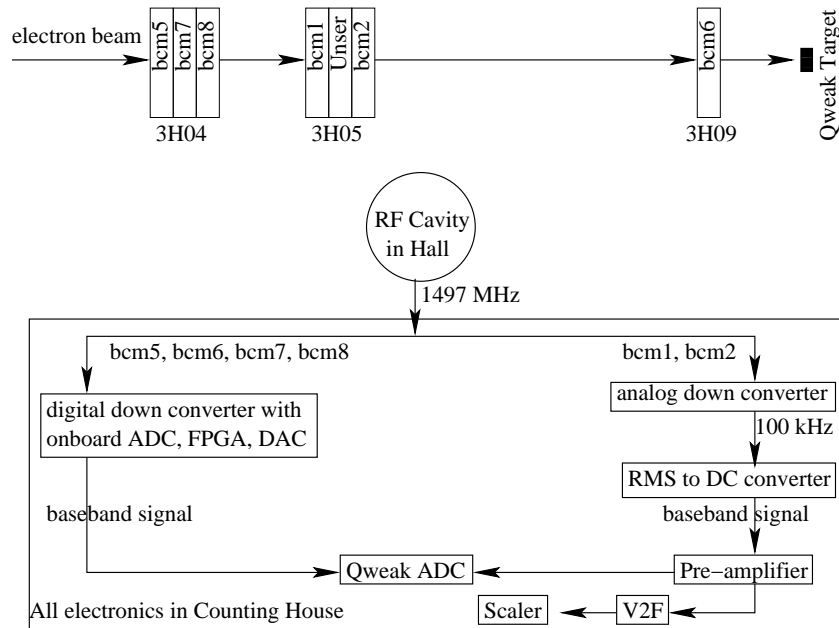 electron beam
bcm5
bcm7
bcm8
bcm1
Unser
bcm2
bcm6
Qweak Target
3H04
3H05
3H09
RF Cavity
in Hall
1497 MHz
bcm5, bcm6, bcm7, bcm8
bcm1, bcm2
digital down converter with
onboard ADC, FPGA, DAC
analog down converter
100 kHz
RMS to DC converter
baseband signal
baseband signal
Qweak ADC
Pre−amplifier
All electronics in Counting House
Scaler
V2F